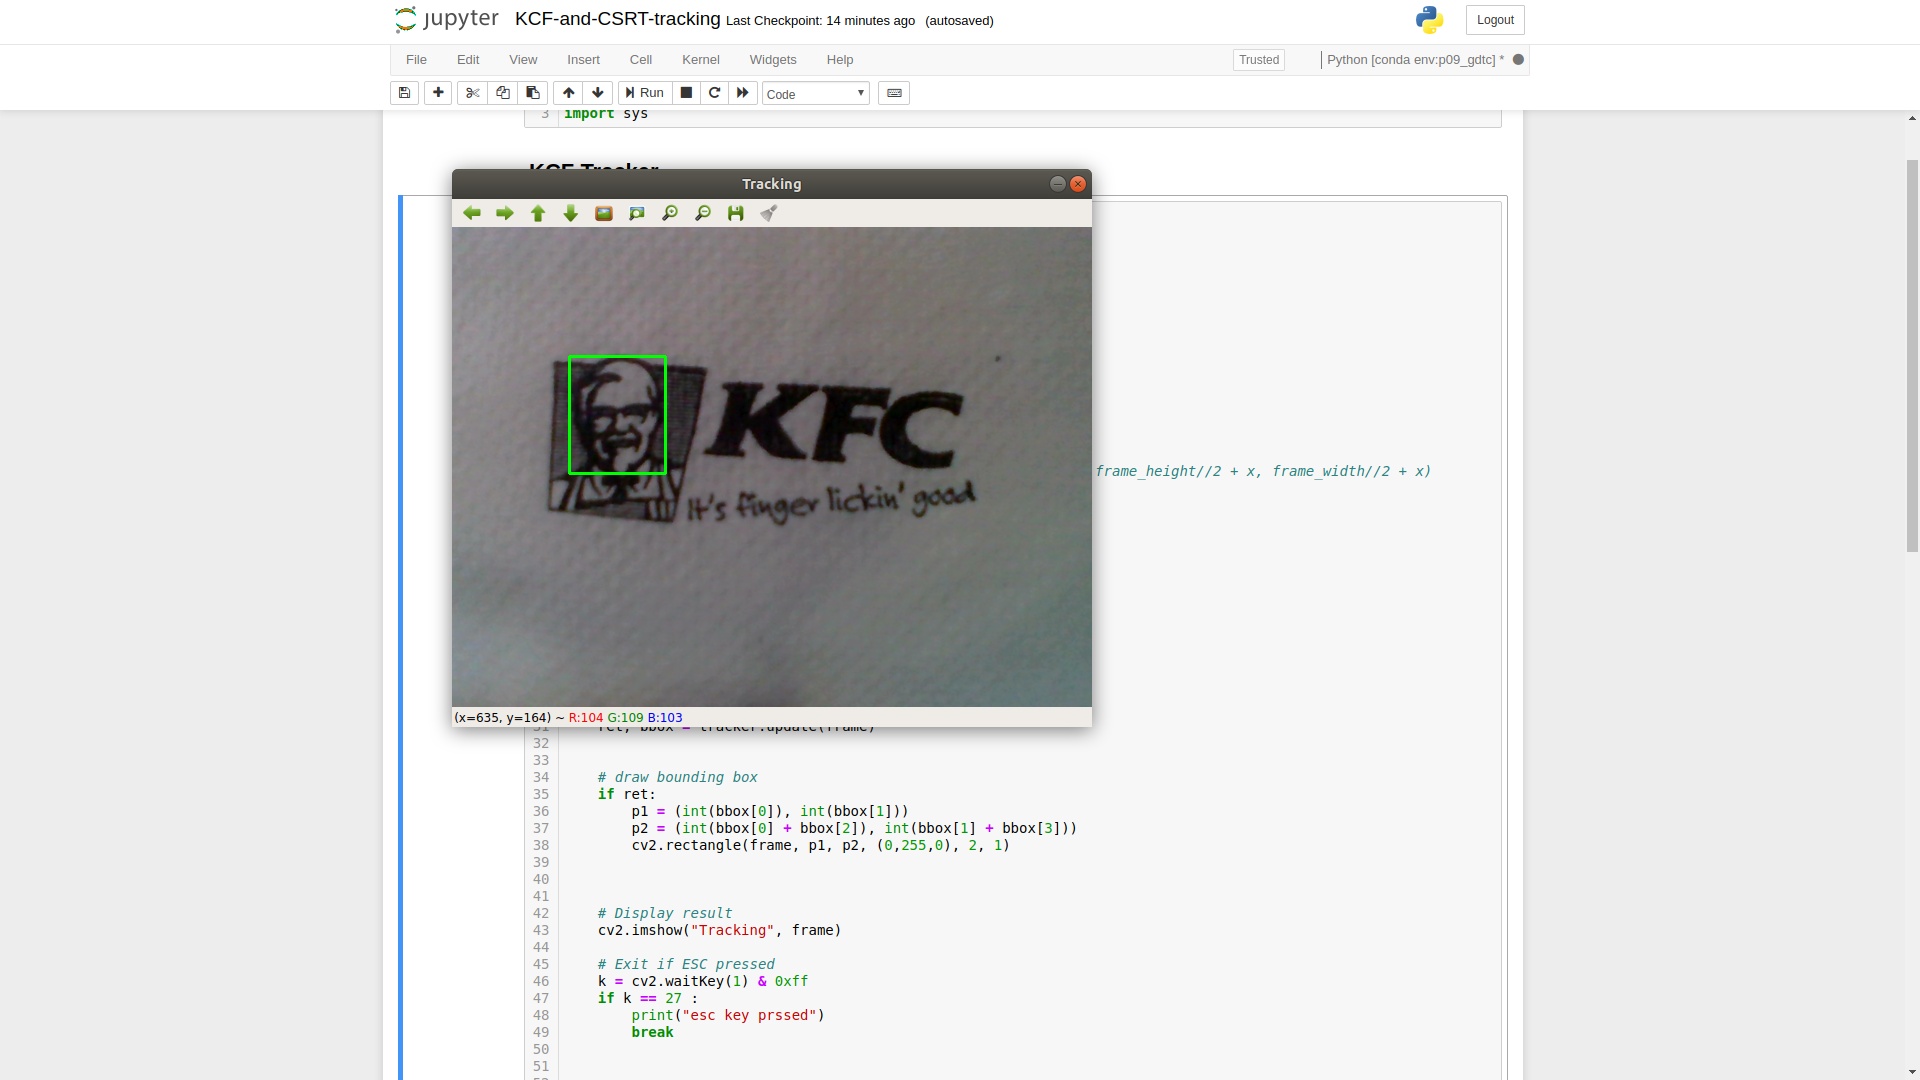 jupyter KCF-and-CSRT-tracking Last Checkpoint: 14 minutes ago (autosaved)
Logout
File Edit View Insert Cell Kernel Widgets Help
Trusted
Python [conda env:p09_gdtc] *
Run
Code
3 import sys
KCF Tracker
Tracking
KFC
It's finger lickin' good
frame_height//2 + x, frame_width//2 + x)
(x=635, y=164) ~ R:104 G:109 B:103
31 ret, bbox = tracker.update(frame)
32
33
34 # draw bounding box
35 if ret:
36 p1 = (int(bbox[0]), int(bbox[1]))
37 p2 = (int(bbox[0] + bbox[2]), int(bbox[1] + bbox[3]))
38 cv2.rectangle(frame, p1, p2, (0,255,0), 2, 1)
39
40
41
42 # Display result
43 cv2.imshow("Tracking", frame)
44
45 # Exit if ESC pressed
46 k = cv2.waitKey(1) & 0xff
47 if k == 27 :
48 print("esc key prssed")
49 break
50
51